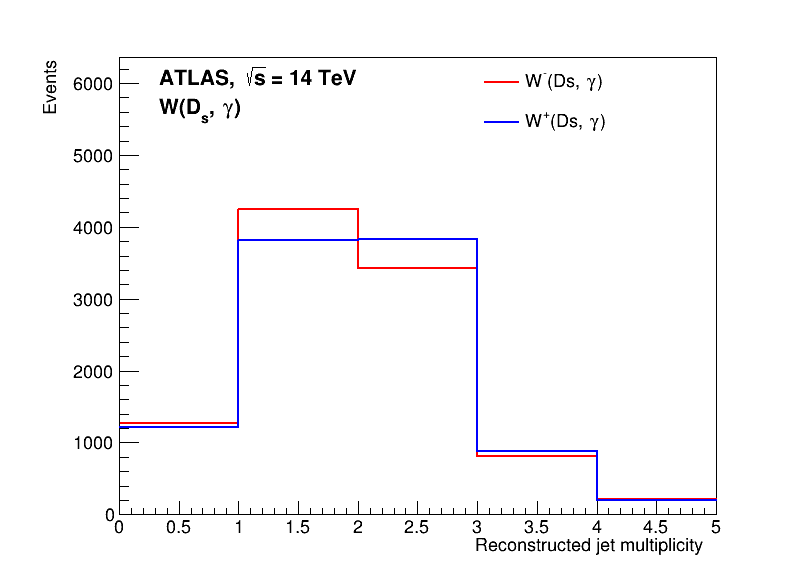 Events
ATLAS, √s = 14 TeV
W(Ds, γ)
W-(Ds, γ)
W+(Ds, γ)
6000
5000
4000
3000
2000
1000
0
0 0.5 1 1.5 2 2.5 3 3.5 4 4.5 5
Reconstructed jet multiplicity